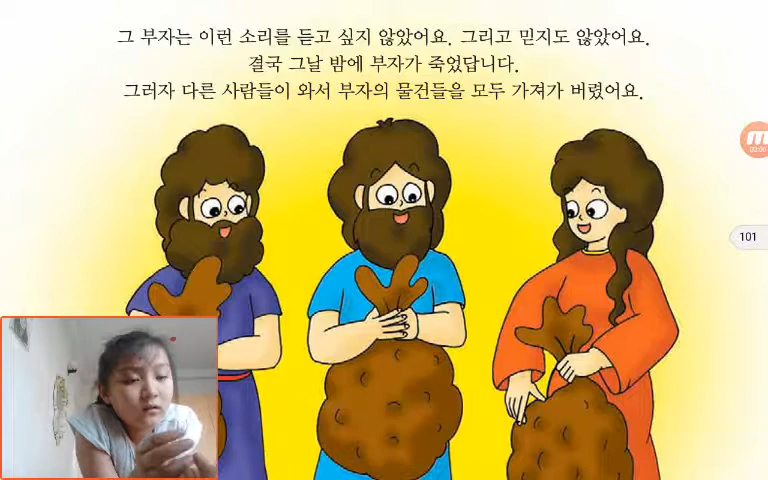 그 부자는 이런 소리를 듣고 싶지 않았어요. 그리고 믿지도 않았어요.
결국 그날 밤에 부자가 죽었답니다.
그러자 다른 사람들이 와서 부자의 물건들을 모두 가져가 버렸어요.
101